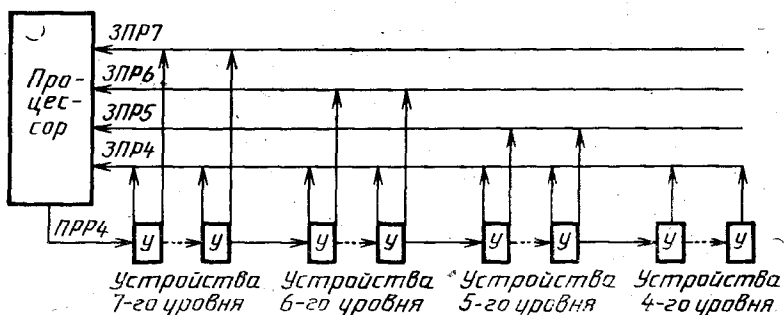 ЗПР7
ЗПР6
Про-
цес-
сор
ЗПР5
ЗПР4
ПРР4
У У У У У У У У
Устройства 7-го уровня
Устройства 6-го уровня
Устройства 5-го уровня
Устройства 4-го уровня